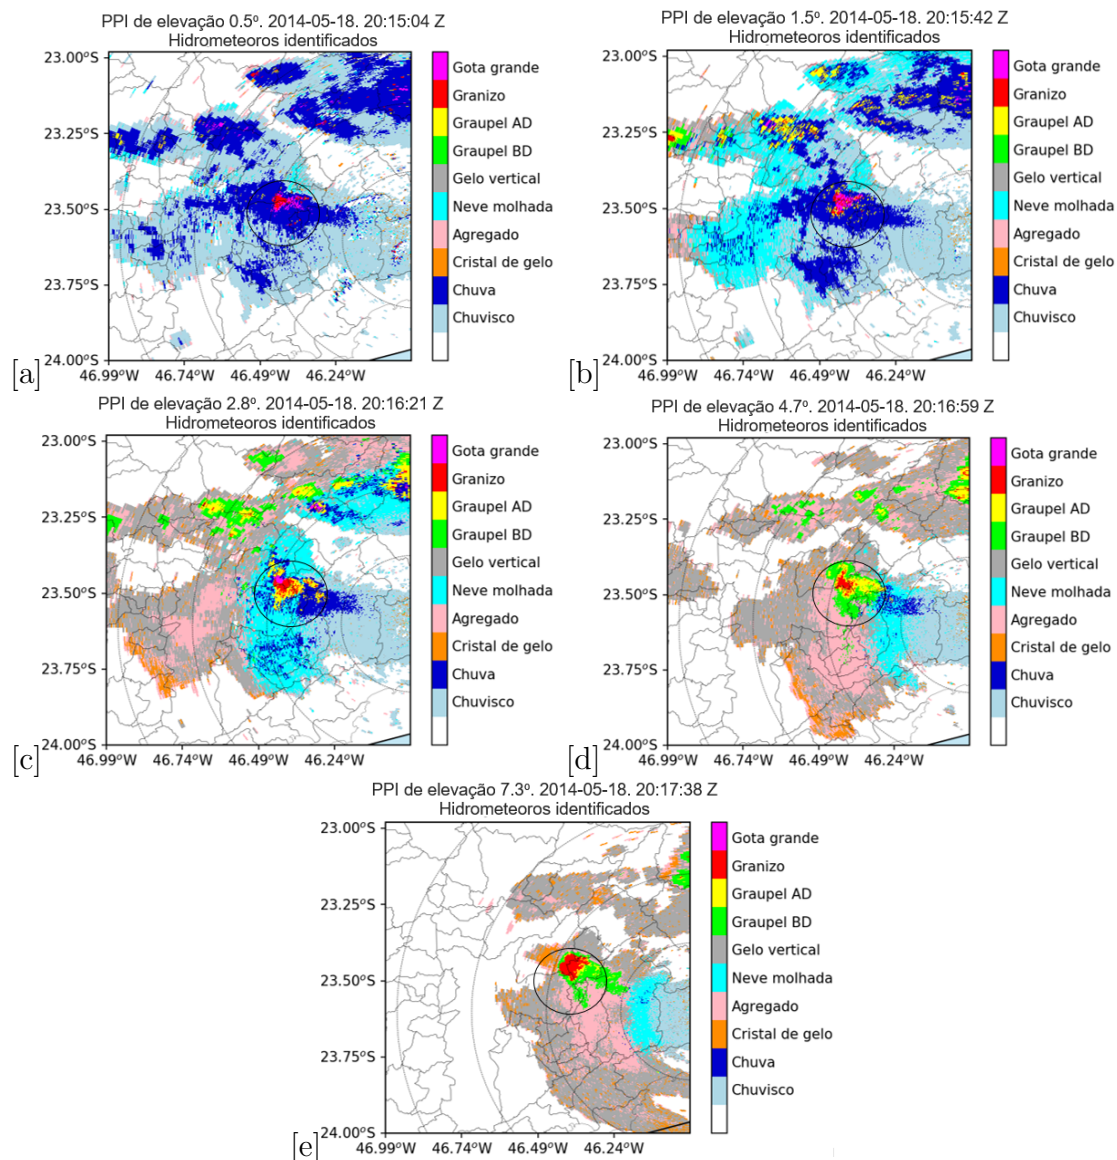 PPI de elevação 0.5º. 2014-05-18. 20:15:04 Z
Hidrometeoros identificados
23.00°S
23.25°S
23.50°S
23.75°S
24.00°S
46.99°W 46.74°W 46.49°W 46.24°W
Gota grande
Granizo
Graupel AD
Graupel BD
Gelo vertical
Neve molhada
Agregado
Cristal de gelo
Chuva
Chuvisco
[a]
PPI de elevação 1.5º. 2014-05-18. 20:15:42 Z
Hidrometeoros identificados
23.00°S
23.25°S
23.50°S
23.75°S
24.00°S
46.99°W 46.74°W 46.49°W 46.24°W
Gota grande
Granizo
Graupel AD
Graupel BD
Gelo vertical
Neve molhada
Agregado
Cristal de gelo
Chuva
Chuvisco
[b]
PPI de elevação 2.8º. 2014-05-18. 20:16:21 Z
Hidrometeoros identificados
23.00°S
23.25°S
23.50°S
23.75°S
24.00°S
46.99°W 46.74°W 46.49°W 46.24°W
Gota grande
Granizo
Graupel AD
Graupel BD
Gelo vertical
Neve molhada
Agregado
Cristal de gelo
Chuva
Chuvisco
[c]
PPI de elevação 4.7º. 2014-05-18. 20:16:59 Z
Hidrometeoros identificados
23.00°S
23.25°S
23.50°S
23.75°S
24.00°S
46.99°W 46.74°W 46.49°W 46.24°W
Gota grande
Granizo
Graupel AD
Graupel BD
Gelo vertical
Neve molhada
Agregado
Cristal de gelo
Chuva
Chuvisco
[d]
PPI de elevação 7.3º. 2014-05-18. 20:17:38 Z
Hidrometeoros identificados
23.00°S
23.25°S
23.50°S
23.75°S
24.00°S
46.99°W 46.74°W 46.49°W 46.24°W
Gota grande
Granizo
Graupel AD
Graupel BD
Gelo vertical
Neve molhada
Agregado
Cristal de gelo
Chuva
Chuvisco
[e]